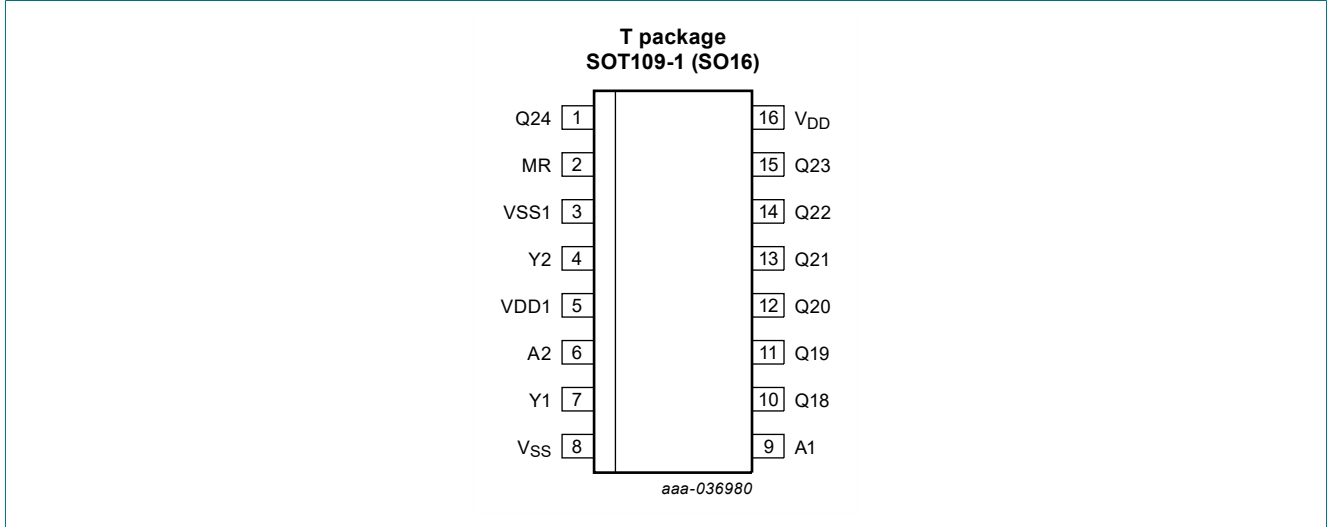 T package
SOT109-1 (SO16)
Q24 1 16 VDD
MR 2 15 Q23
VSS1 3 14 Q22
Y2 4 13 Q21
VDD1 5 12 Q20
A2 6 11 Q19
Y1 7 10 Q18
VSS 8 9 A1
aaa-036980